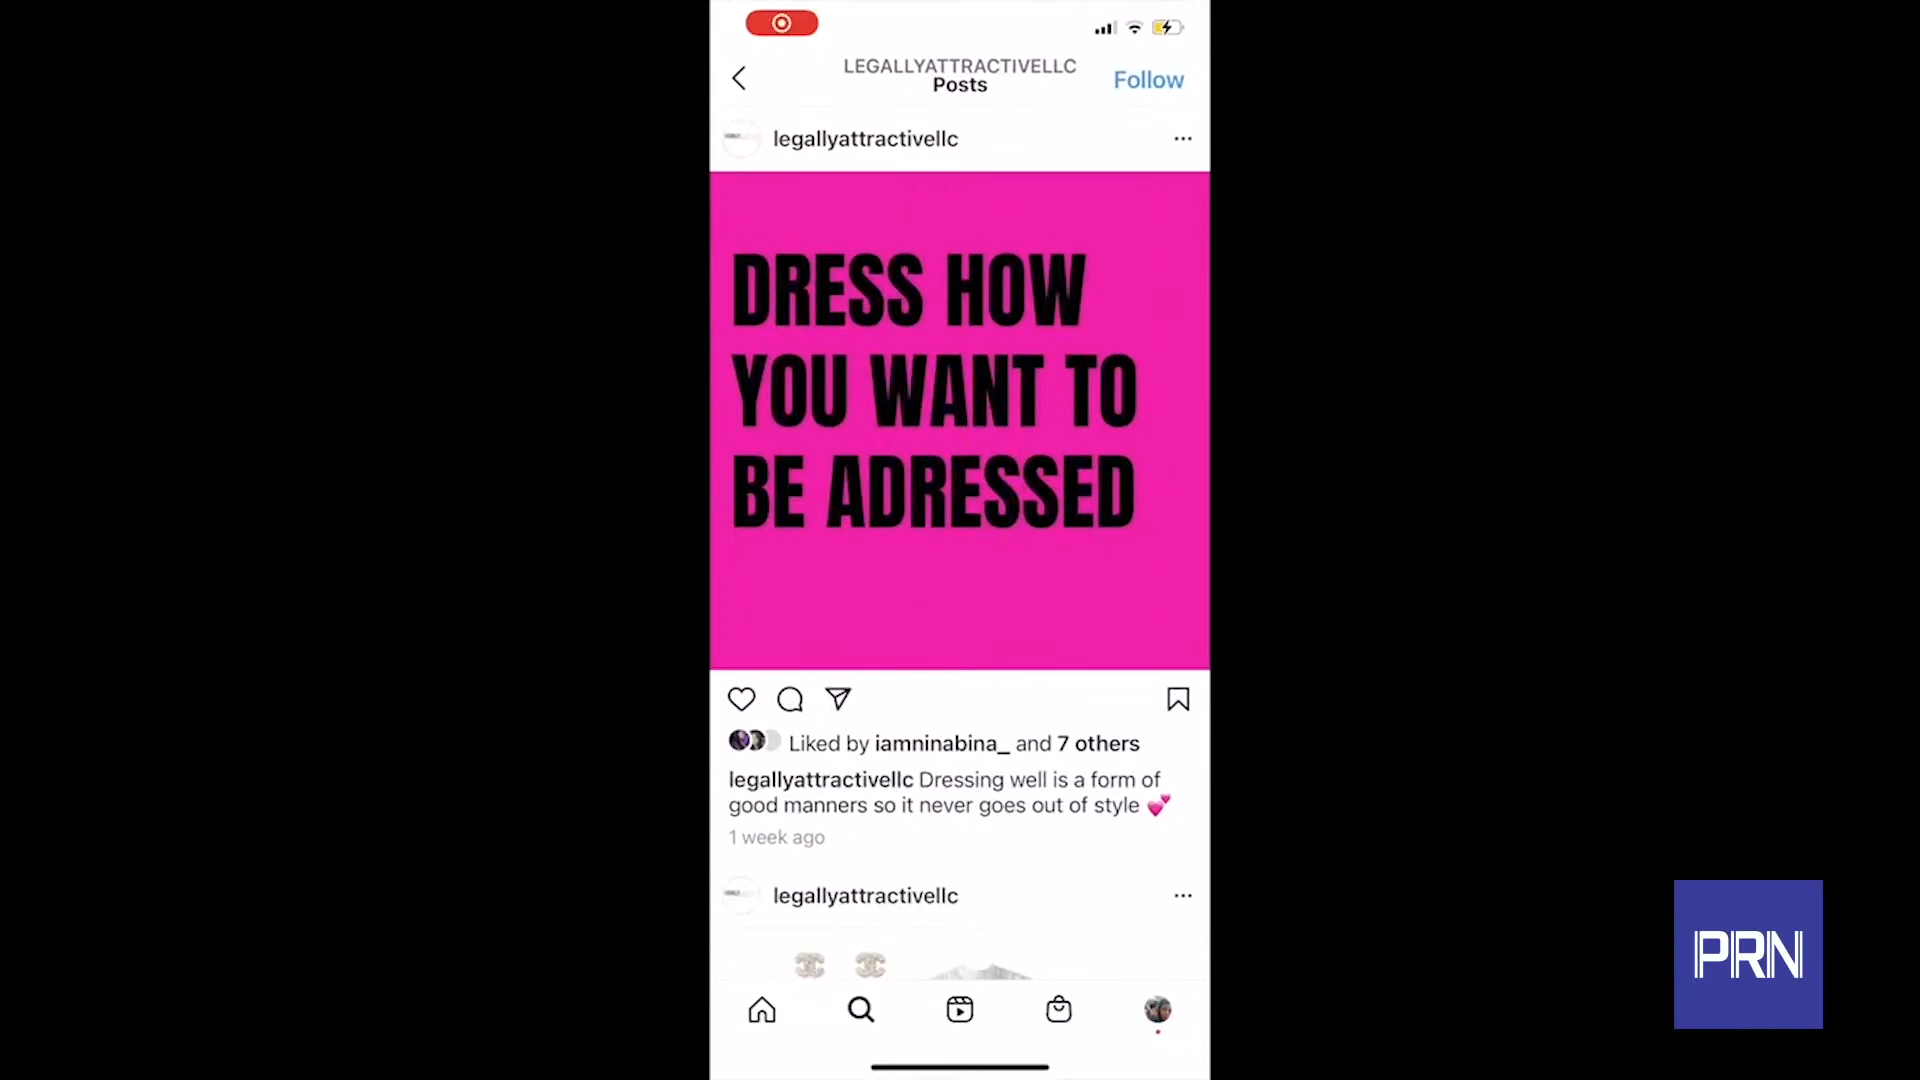 LEGALLYATTRACTIVELLC
Posts
Follow
legallyattractivellc
DRESS HOW
YOU WANT TO
BE ADRESSED
Liked by iamninabina_ and 7 others
legallyattractivellc Dressing well is a form of
good manners so it never goes out of style 💕
1 week ago
legallyattractivellc
PRN